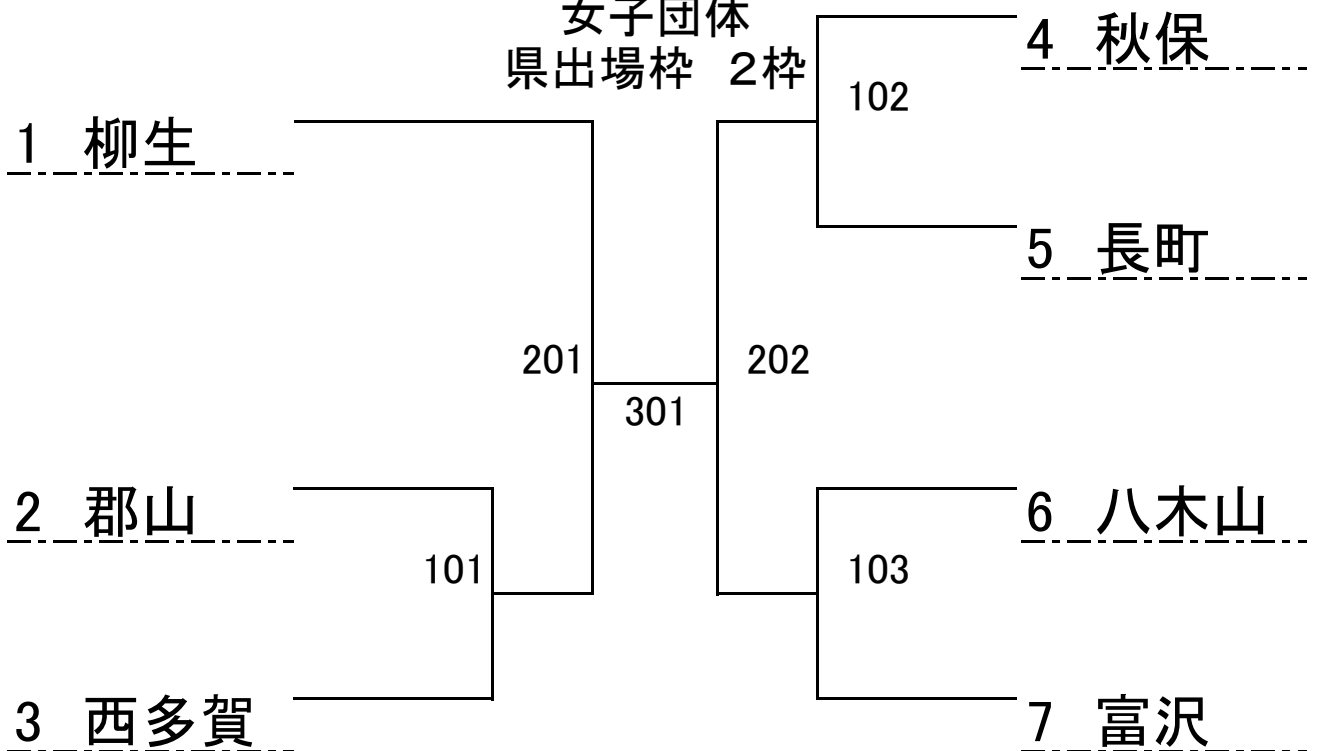 女子団体
県出場枠　２枠
1　柳生
2　郡山
3　西多賀
101
201
301
202
102
103
4　秋保
5　長町
6　八木山
7　富沢